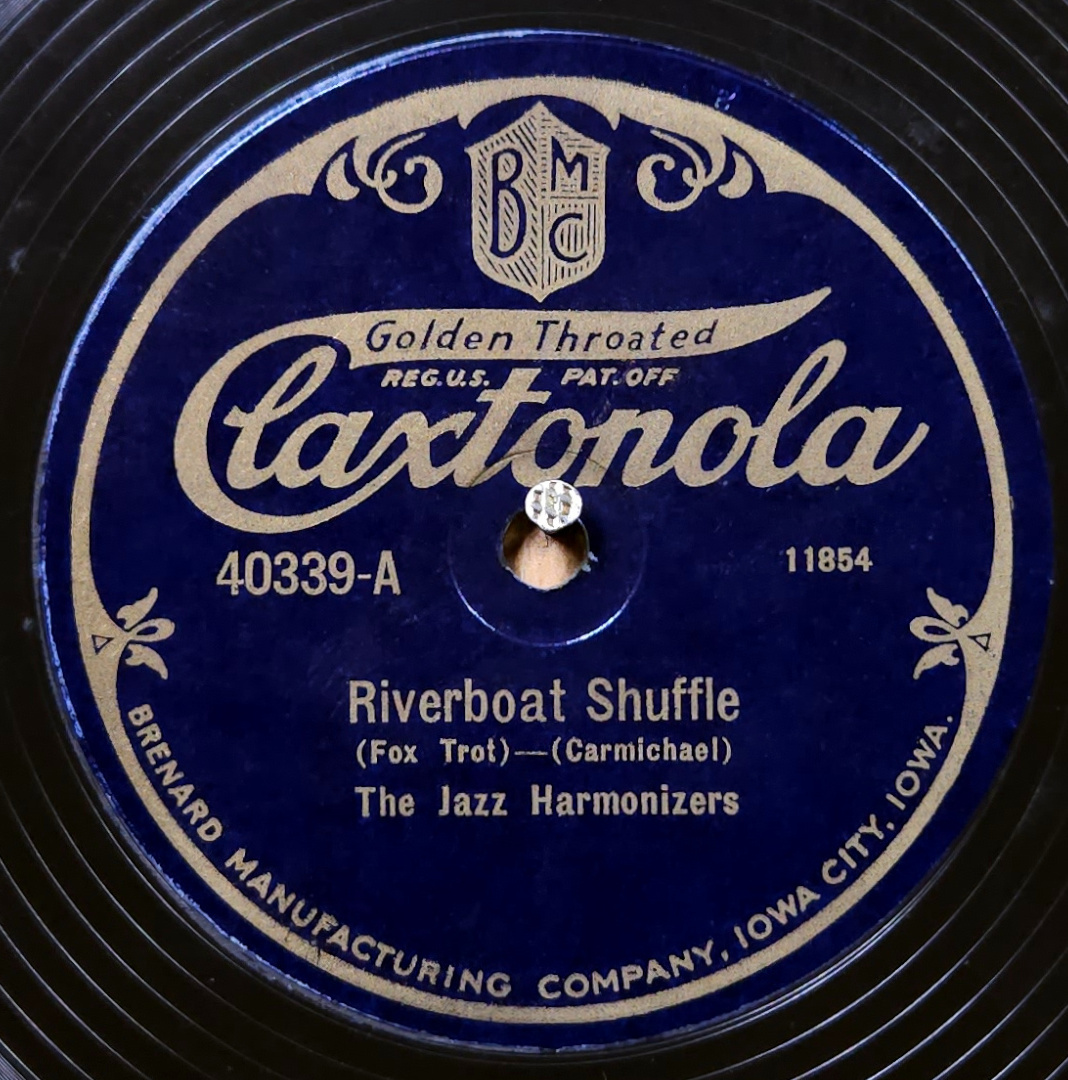 B M C
Golden Throated
REG. U.S. PAT. OFF
Claxtonola
40339-A
11854
Riverboat Shuffle
(Fox Trot)—(Carmichael)
The Jazz Harmonizers
BRENARD MANUFACTURING COMPANY, IOWA CITY, IOWA.